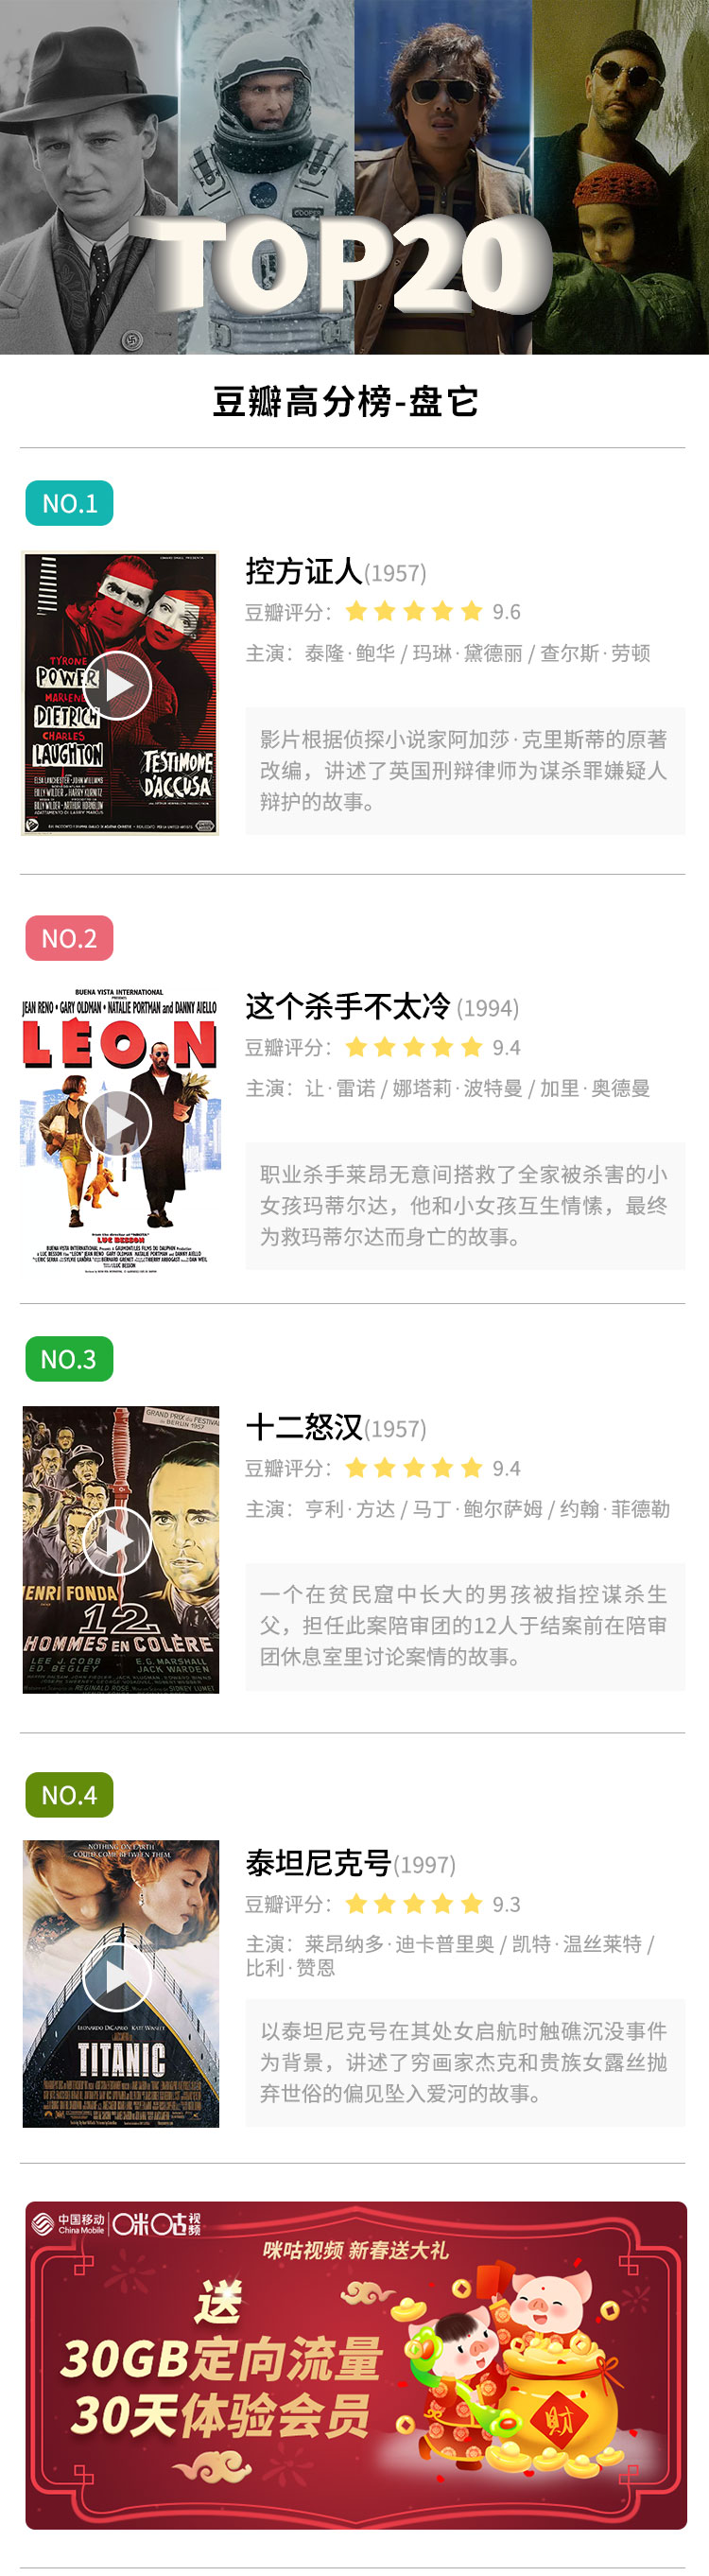 COOPER
TOP20
豆瓣高分榜-盘它
NO.1
控方证人(1957)
豆瓣评分： 9.6
主演：泰隆·鲍华 / 玛琳·黛德丽 / 查尔斯·劳顿
TYRONE
POWER
MARLENE
DIETRICH
CHARLES
LAUGHTON
TESTIMONE
D'ACCUSA
ELSA LANCHESTER · JOHN WILLIAMS
BILLY WILDER · HARRY KURNITZ
BILLY WILDER · ARTHUR HORNBLOW
影片根据侦探小说家阿加莎·克里斯蒂的原著
改编，讲述了英国刑辩律师为谋杀罪嫌疑人
辩护的故事。
NO.2
BUENA VISTA INTERNATIONAL
JEAN RENO · GARY OLDMAN · NATALIE PORTMAN and DANNY AIELLO
LEON
LUC BESSON
这个杀手不太冷 (1994)
豆瓣评分： 9.4
主演：让·雷诺 / 娜塔莉·波特曼 / 加里·奥德曼
职业杀手莱昂无意间搭救了全家被杀害的小
女孩玛蒂尔达，他和小女孩互生情愫，最终
为救玛蒂尔达而身亡的故事。
NO.3
GRAND PRIX du FESTIVAL
de BERLIN 1957
HENRI FONDA
12
HOMMES EN COLÈRE
LEE J. COBB E.G. MARSHALL
ED. BEGLEY JACK WARDEN
REGINALD ROSE SIDNEY LUMET
十二怒汉(1957)
豆瓣评分： 9.4
主演：亨利·方达 / 马丁·鲍尔萨姆 / 约翰·菲德勒
一个在贫民窟中长大的男孩被指控谋杀生
父，担任此案陪审团的12人于结案前在陪审
团休息室里讨论案情的故事。
NO.4
NOTHING ON EARTH
COULD COME BETWEEN THEM.
LEONARDO DICAPRIO KATE WINSLET
TITANIC
泰坦尼克号(1997)
豆瓣评分： 9.3
主演：莱昂纳多·迪卡普里奥 / 凯特·温丝莱特 /
比利·赞恩
以泰坦尼克号在其处女启航时触礁沉没事件
为背景，讲述了穷画家杰克和贵族女露丝抛
弃世俗的偏见坠入爱河的故事。
中国移动
China Mobile
咪咕视频
咪咕视频 新春送大礼
送
30GB定向流量
30天体验会员
财